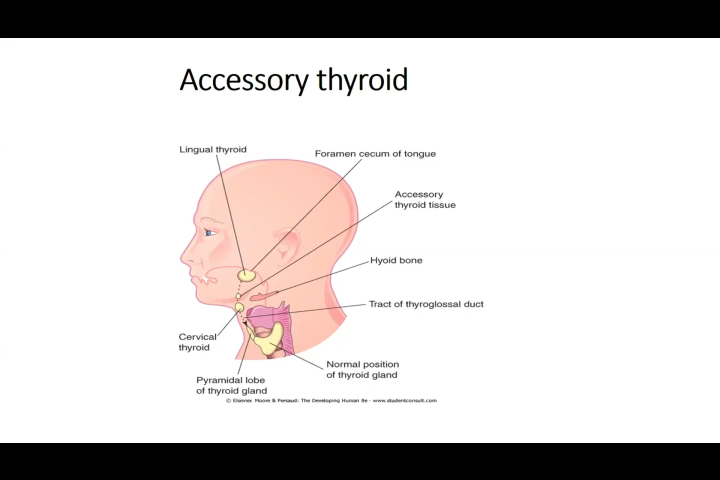 Accessory thyroid
Lingual thyroid
Foramen cecum of tongue
Accessory
thyroid tissue
Hyoid bone
Tract of thyroglossal duct
Cervical
thyroid
Normal position
of thyroid gland
Pyramidal lobe
of thyroid gland
© Elsevier. Moore & Persaud: The Developing Human 8e - www.studentconsult.com